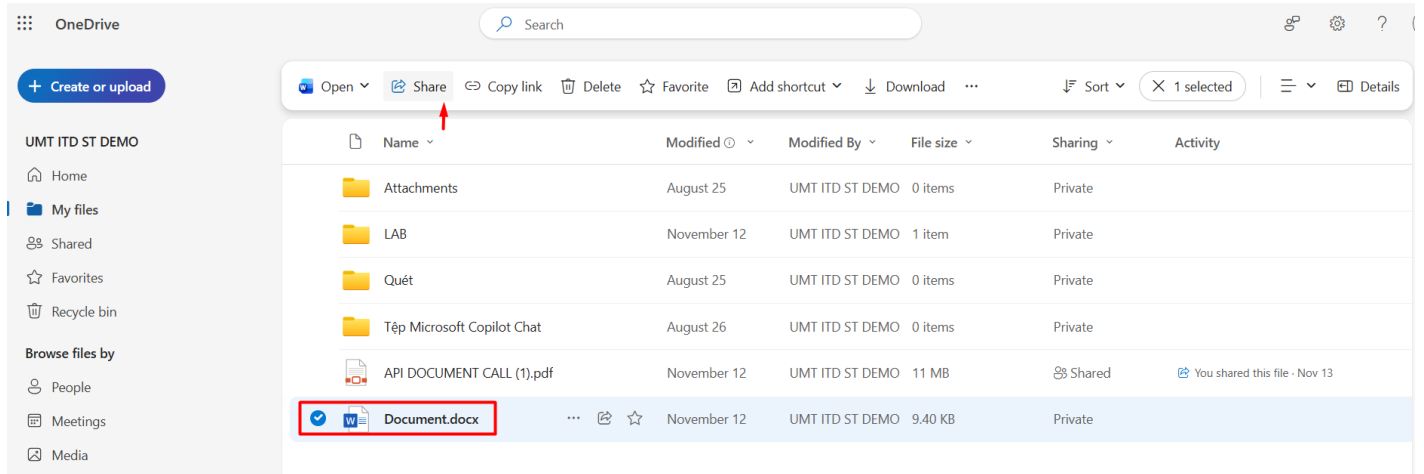 OneDrive
Search
?
Create or upload
Open
Share
Copy link
Delete
Favorite
Add shortcut
Download
...
Sort
1 selected
Details
UMT ITD ST DEMO
Home
My files
Shared
Favorites
Recycle bin
Browse files by
People
Meetings
Media
Name Modified Modified By File size Sharing Activity
Attachments August 25 UMT ITD ST DEMO 0 items Private
LAB November 12 UMT ITD ST DEMO 1 item Private
Quét August 25 UMT ITD ST DEMO 0 items Private
Tệp Microsoft Copilot Chat August 26 UMT ITD ST DEMO 0 items Private
API DOCUMENT CALL (1).pdf November 12 UMT ITD ST DEMO 11 MB Shared You shared this file · Nov 13
Document.docx ... November 12 UMT ITD ST DEMO 9.40 KB Private